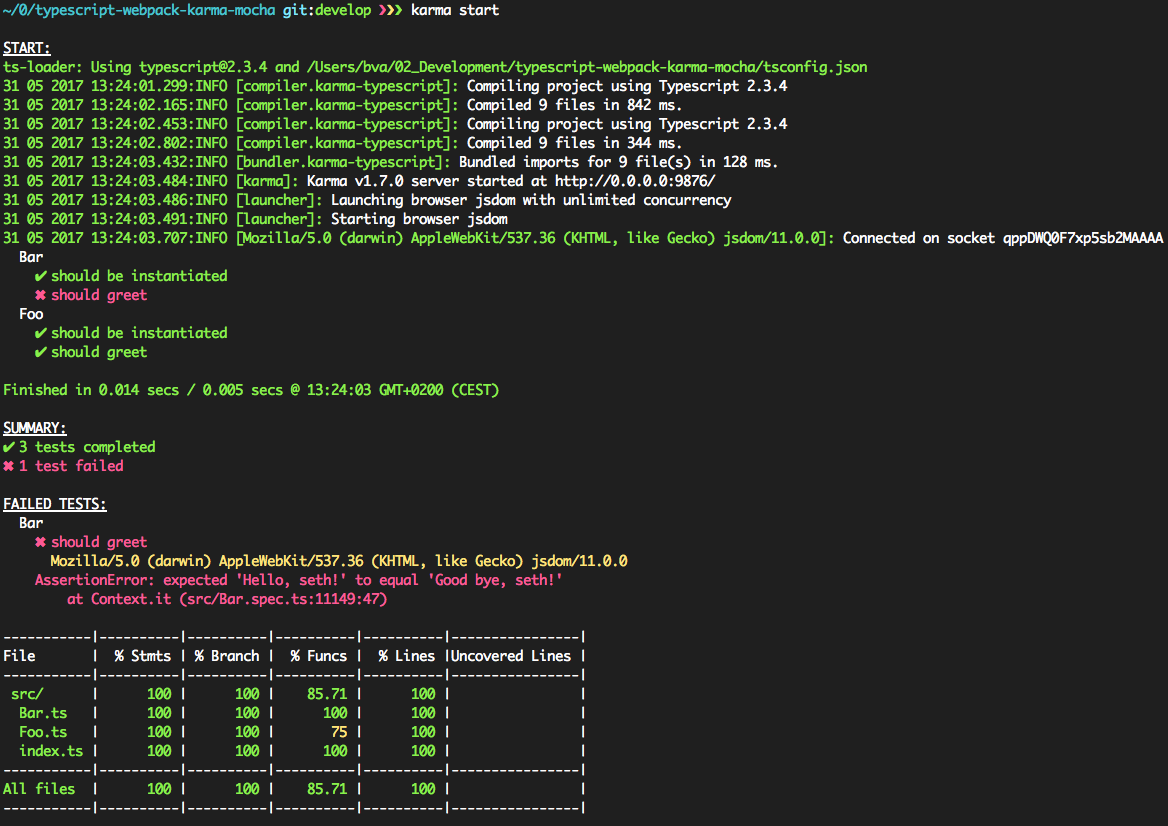 ~/0/typescript-webpack-karma-mocha git:develop ❯❯❯ karma start
START:
ts-loader: Using typescript@2.3.4 and /Users/bva/02_Development/typescript-webpack-karma-mocha/tsconfig.json
31 05 2017 13:24:01.299:INFO [compiler.karma-typescript]: Compiling project using Typescript 2.3.4
31 05 2017 13:24:02.165:INFO [compiler.karma-typescript]: Compiled 9 files in 842 ms.
31 05 2017 13:24:02.453:INFO [compiler.karma-typescript]: Compiling project using Typescript 2.3.4
31 05 2017 13:24:02.802:INFO [compiler.karma-typescript]: Compiled 9 files in 344 ms.
31 05 2017 13:24:03.432:INFO [bundler.karma-typescript]: Bundled imports for 9 file(s) in 128 ms.
31 05 2017 13:24:03.484:INFO [karma]: Karma v1.7.0 server started at http://0.0.0.0:9876/
31 05 2017 13:24:03.486:INFO [launcher]: Launching browser jsdom with unlimited concurrency
31 05 2017 13:24:03.491:INFO [launcher]: Starting browser jsdom
31 05 2017 13:24:03.707:INFO [Mozilla/5.0 (darwin) AppleWebKit/537.36 (KHTML, like Gecko) jsdom/11.0.0]: Connected on socket qppDWQ0F7xp5sb2MAAAA
  Bar
    ✔ should be instantiated
    ✖ should greet
  Foo
    ✔ should be instantiated
    ✔ should greet
Finished in 0.014 secs / 0.005 secs @ 13:24:03 GMT+0200 (CEST)
SUMMARY:
✔ 3 tests completed
✖ 1 test failed
FAILED TESTS:
  Bar
    ✖ should greet
      Mozilla/5.0 (darwin) AppleWebKit/537.36 (KHTML, like Gecko) jsdom/11.0.0
    AssertionError: expected 'Hello, seth!' to equal 'Good bye, seth!'
        at Context.it (src/Bar.spec.ts:11149:47)
-----------|----------|----------|----------|----------|----------------|
File       |  % Stmts | % Branch |  % Funcs |  % Lines |Uncovered Lines |
-----------|----------|----------|----------|----------|----------------|
 src/      |      100 |      100 |    85.71 |      100 |                |
  Bar.ts   |      100 |      100 |      100 |      100 |                |
  Foo.ts   |      100 |      100 |       75 |      100 |                |
  index.ts |      100 |      100 |      100 |      100 |                |
-----------|----------|----------|----------|----------|----------------|
All files  |      100 |      100 |    85.71 |      100 |                |
-----------|----------|----------|----------|----------|----------------|